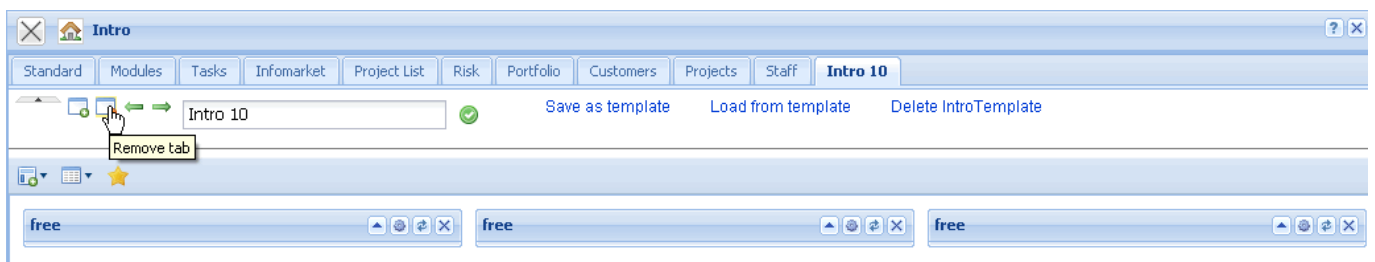 Intro
Standard Modules Tasks Infomarket Project List Risk Portfolio Customers Projects Staff Intro 10
Intro 10 Save as template Load from template Delete IntroTemplate
Remove tab
free free free